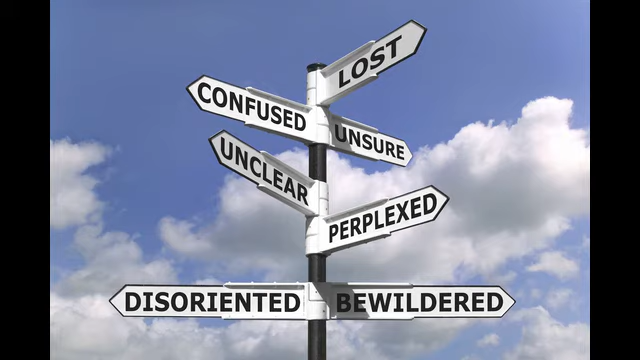 LOST
CONFUSED
UNSURE
UNCLEAR
PERPLEXED
DISORIENTED
BEWILDERED